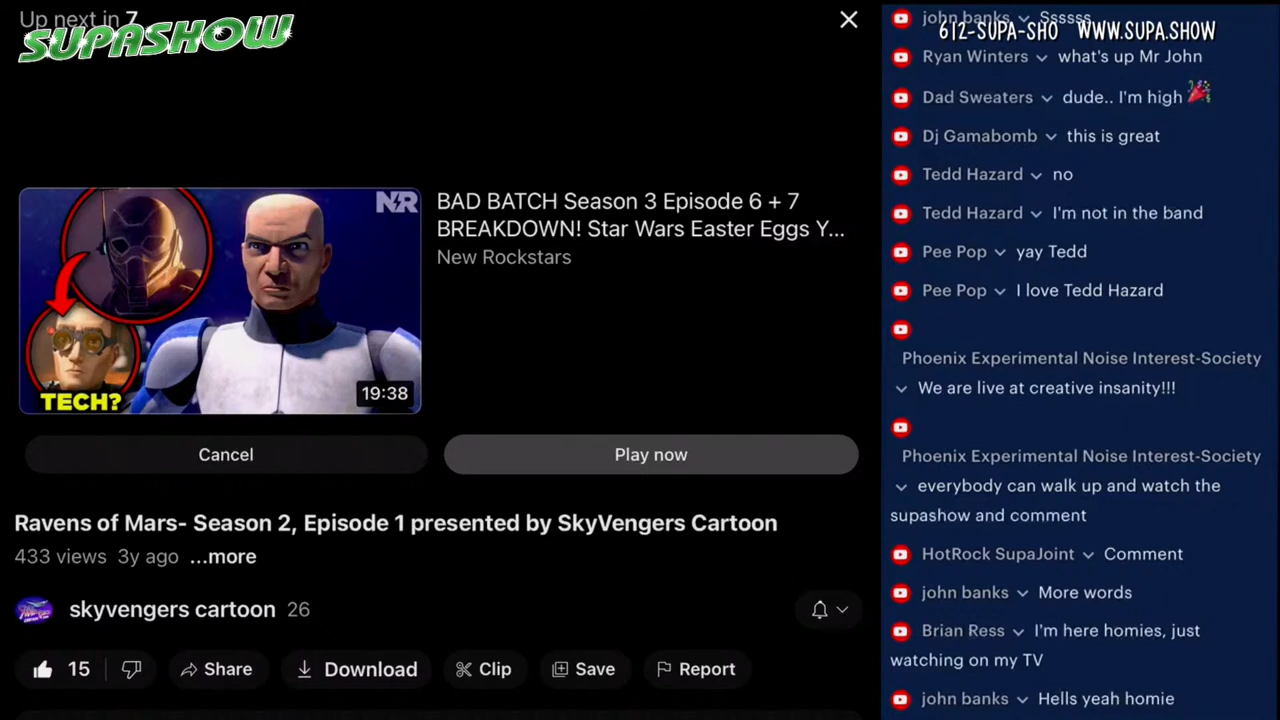 Up next in 7
SUPASHOW
NR
TECH?
19:38
BAD BATCH Season 3 Episode 6 + 7
BREAKDOWN! Star Wars Easter Eggs Y...
New Rockstars
Cancel
Play now
Ravens of Mars- Season 2, Episode 1 presented by SkyVengers Cartoon
433 views 3y ago ...more
skyvengers cartoon 26
15 Share Download Clip Save Report
john banks Sssss
612-SUPA-SHO WWW.SUPA.SHOW
Ryan Winters what's up Mr John
Dad Sweaters dude.. I'm high 🎉
Dj Gamabomb this is great
Tedd Hazard no
Tedd Hazard I'm not in the band
Pee Pop yay Tedd
Pee Pop I love Tedd Hazard
Phoenix Experimental Noise Interest-Society
We are live at creative insanity!!!
Phoenix Experimental Noise Interest-Society
everybody can walk up and watch the
supashow and comment
HotRock SupaJoint Comment
john banks More words
Brian Ress I'm here homies, just
watching on my TV
john banks Hells yeah homie